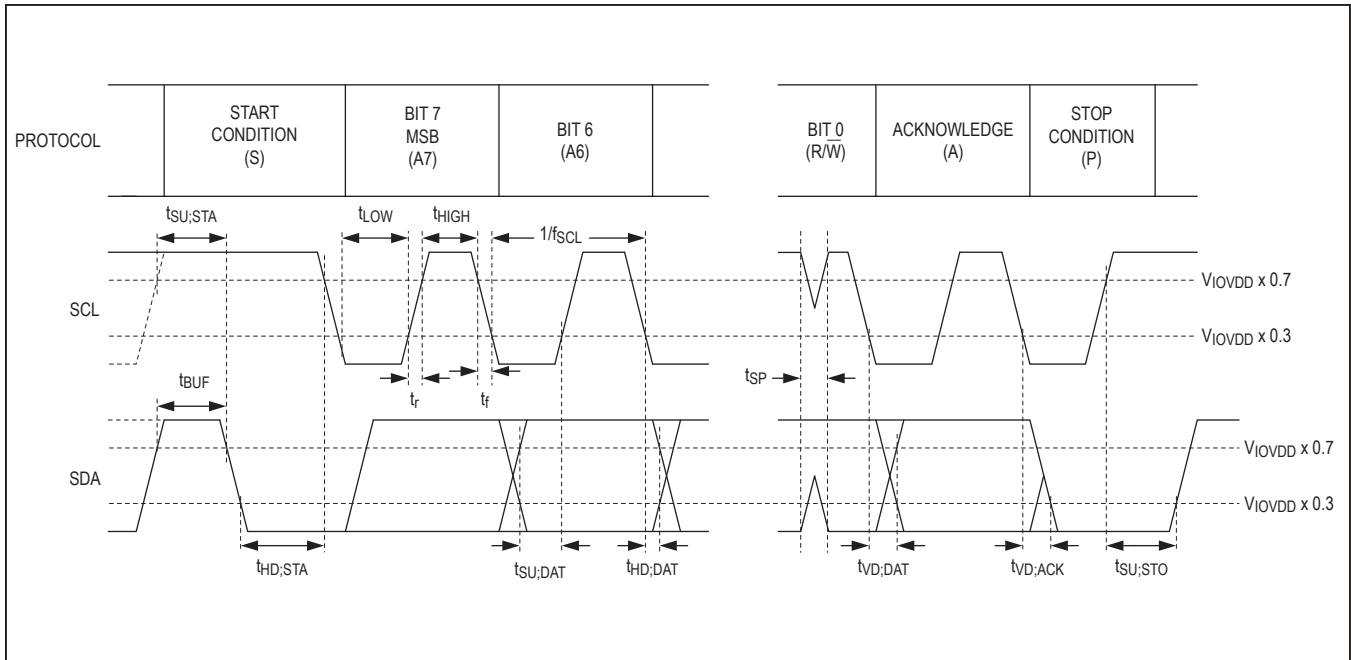 PROTOCOL
START
CONDITION
(S)
BIT 7
MSB
(A7)
BIT 6
(A6)
BIT 0
(R/W̅)
ACKNOWLEDGE
(A)
STOP
CONDITION
(P)
tSU;STA
tLOW
tHIGH
1/fSCL
SCL
VIOVDD x 0.7
VIOVDD x 0.3
tBUF
tr
tf
tSP
SDA
VIOVDD x 0.7
VIOVDD x 0.3
tHD;STA
tSU;DAT
tHD;DAT
tVD;DAT
tVD;ACK
tSU;STO